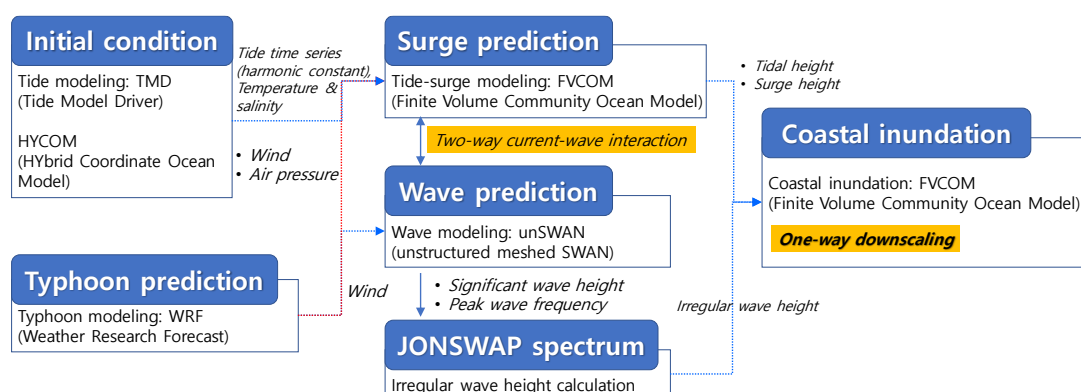 Initial condition
Tide modeling: TMD
(Tide Model Driver)
HYCOM
(HYbrid Coordinate Ocean
Model)
Tide time series
(harmonic constant),
Temperature &
salinity
• Wind
• Air pressure
Typhoon prediction
Typhoon modeling: WRF
(Weather Research Forecast)
Wind
Surge prediction
Tide-surge modeling: FVCOM
(Finite Volume Community Ocean Model)
Two-way current-wave interaction
Wave prediction
Wave modeling: unSWAN
(unstructured meshed SWAN)
• Significant wave height
• Peak wave frequency
JONSWAP spectrum
Irregular wave height calculation
• Tidal height
• Surge height
Irregular wave height
Coastal inundation
Coastal inundation: FVCOM
(Finite Volume Community Ocean Model)
One-way downscaling